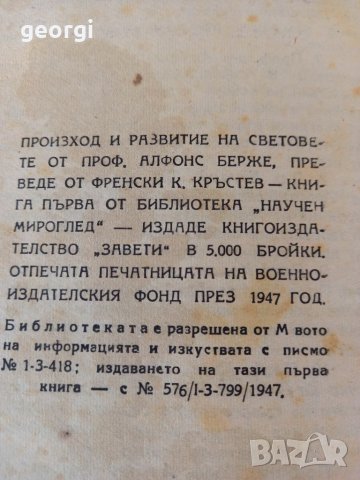 georgi
ПРОИЗХОД И РАЗВИТИЕ НА СВЕТОВЕ-
ТЕ ОТ ПРОФ. АЛФОНС БЕРЖЕ, ПРЕ-
ВЕДЕ ОТ ФРЕНСКИ К. КРЪСТЕВ — КНИ-
ГА ПЪРВА ОТ БИБЛИОТЕКА „НАУЧЕН
МИРОГЛЕД" — ИЗДАДЕ КНИГОИЗДА-
ТЕЛСТВО „ЗАВЕТИ" В 5.000 БРОЙКИ.
ОТПЕЧАТА ПЕЧАТНИЦАТА НА ВОЕННО-
ИЗДАТЕЛСКИЯ ФОНД ПРЕЗ 1947 ГОД.
Библиотеката е разрешена от М вото
на информацията и изкуствата с писмо
№ 1-3-418; издаването на тази първа
книга — с № 576/I-3-799/1947.
BAZAR